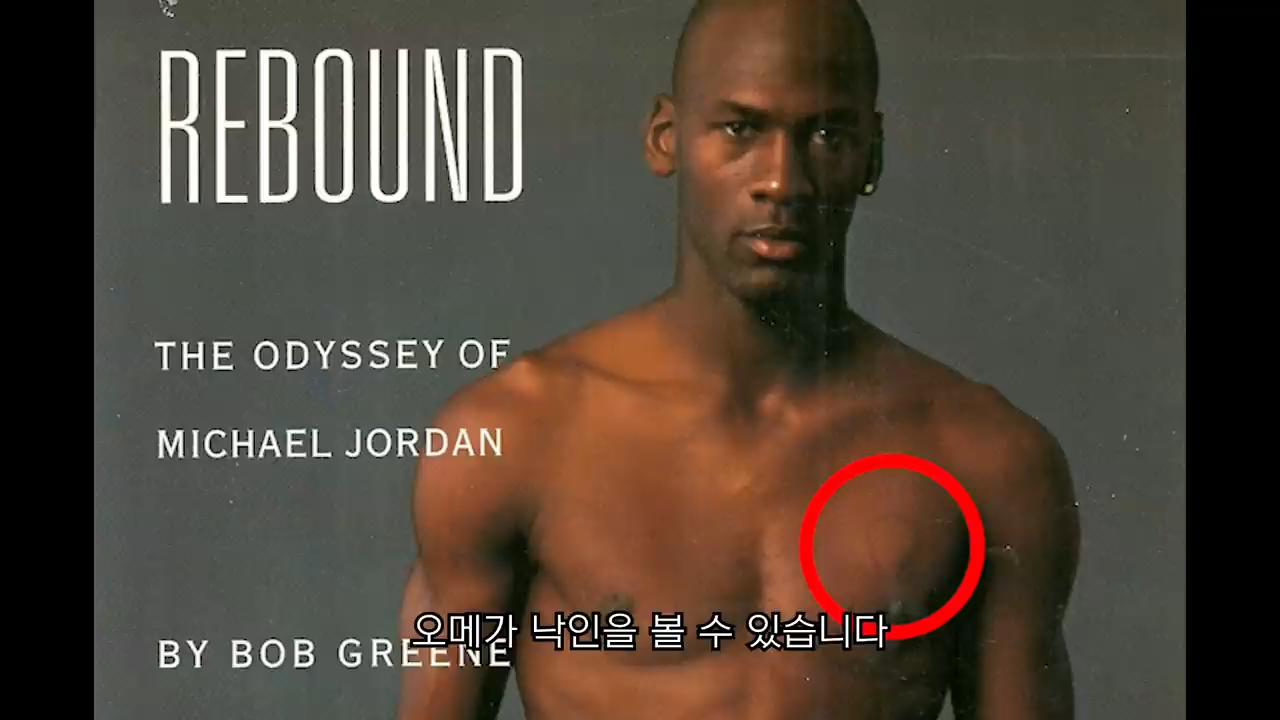 REBOUND
THE ODYSSEY OF
MICHAEL JORDAN
BY BOB GREENE
오메가 낙인을 볼 수 있습니다